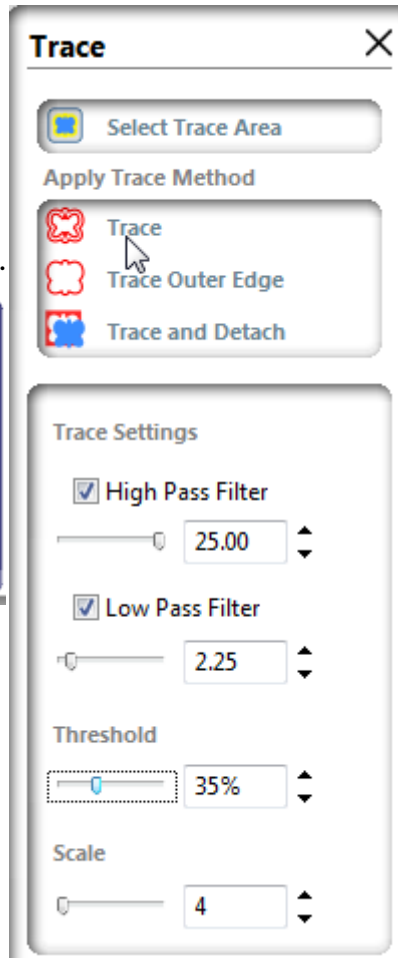 Trace
Select Trace Area
Apply Trace Method
Trace
Trace Outer Edge
Trace and Detach
Trace Settings
High Pass Filter
25.00
Low Pass Filter
2.25
Threshold
35%
Scale
4